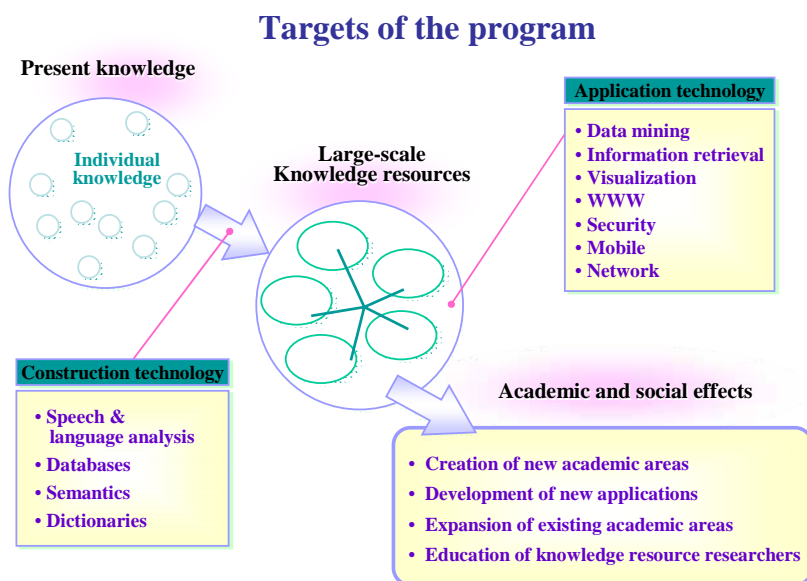 Targets of the program
Present knowledge
Individual
knowledge
Large-scale
Knowledge resources
Application technology
• Data mining
• Information retrieval
• Visualization
• WWW
• Security
• Mobile
• Network
Construction technology
• Speech &
language analysis
• Databases
• Semantics
• Dictionaries
Academic and social effects
• Creation of new academic areas
• Development of new applications
• Expansion of existing academic areas
• Education of knowledge resource researchers